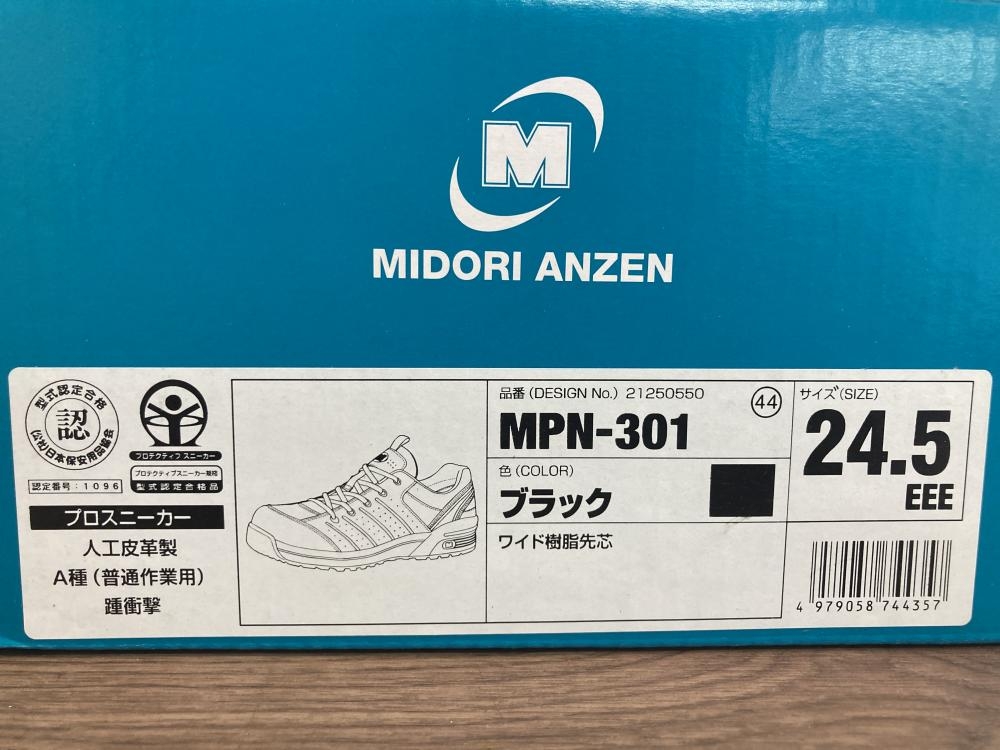 M
MIDORI ANZEN
型式認定合格
認
(公社)日本保安用品協会
認定番号：1096
プロテクティブ スニーカー
プロテクティブスニーカー規格
型式認定合格品
プロスニーカー
人工皮革製
A種（普通作業用）
踵衝撃
品番 (DESIGN No.) 21250550
44
MPN-301
色 (COLOR)
ブラック
ワイド樹脂先芯
サイズ(SIZE)
24.5
EEE
4 979058 744357